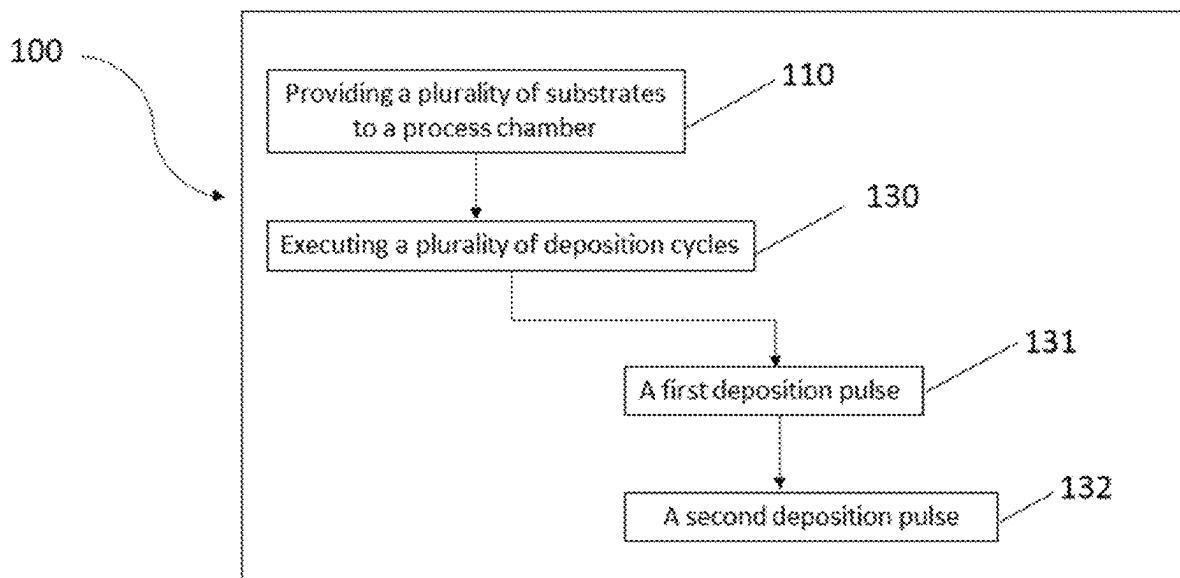 100
110
Providing a plurality of substrates
to a process chamber
130
Executing a plurality of deposition cycles
131
A first deposition pulse
132
A second deposition pulse